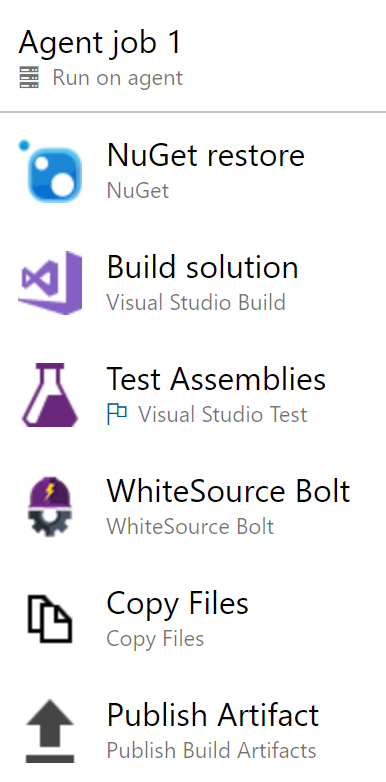 Agent job 1
Run on agent
NuGet restore
NuGet
Build solution
Visual Studio Build
Test Assemblies
Visual Studio Test
WhiteSource Bolt
WhiteSource Bolt
Copy Files
Copy Files
Publish Artifact
Publish Build Artifacts